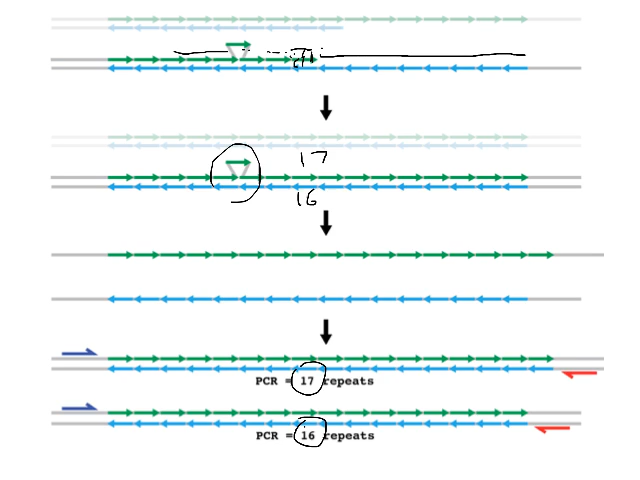 17
16
PCR = 17 repeats
PCR = 16 repeats